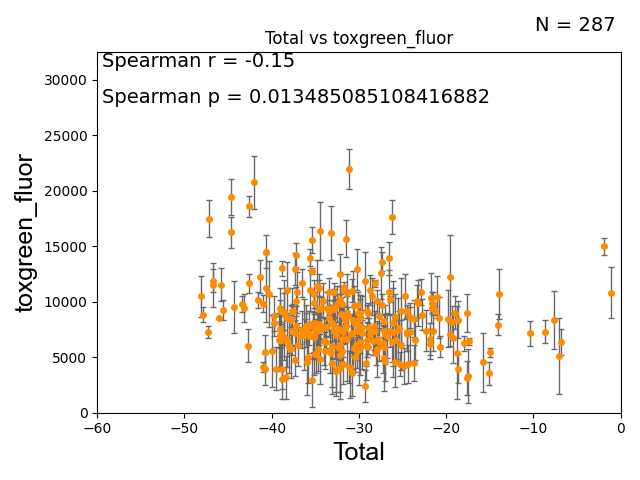 N = 287
Total vs toxgreen_fluor
Spearman r = -0.15
Spearman p = 0.013485085108416882
30000
25000
20000
15000
10000
5000
0
toxgreen_fluor
−60 −50 −40 −30 −20 −10 0
Total